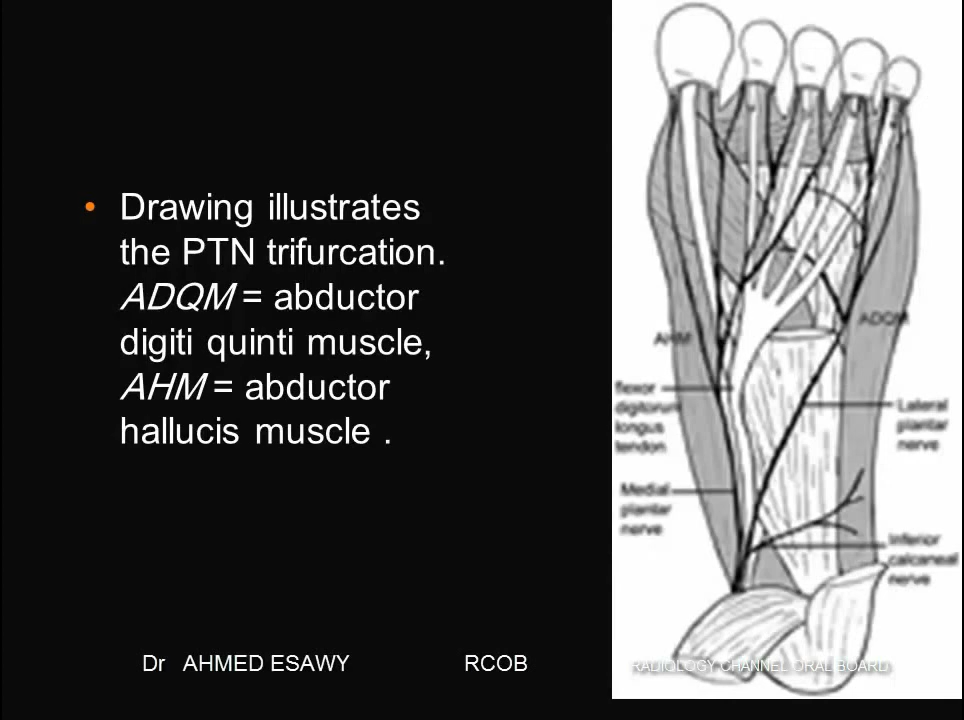 • Drawing illustrates
the PTN trifurcation.
ADQM = abductor
digiti quinti muscle,
AHM = abductor
hallucis muscle .
AHM
ADQM
flexor
digitorum
longus
tendon
Lateral
plantar
nerve
Medial
plantar
nerve
Inferior
calcaneal
nerve
Dr AHMED ESAWY RCOB RADIOLOGY CHANNEL ORAL BOARD